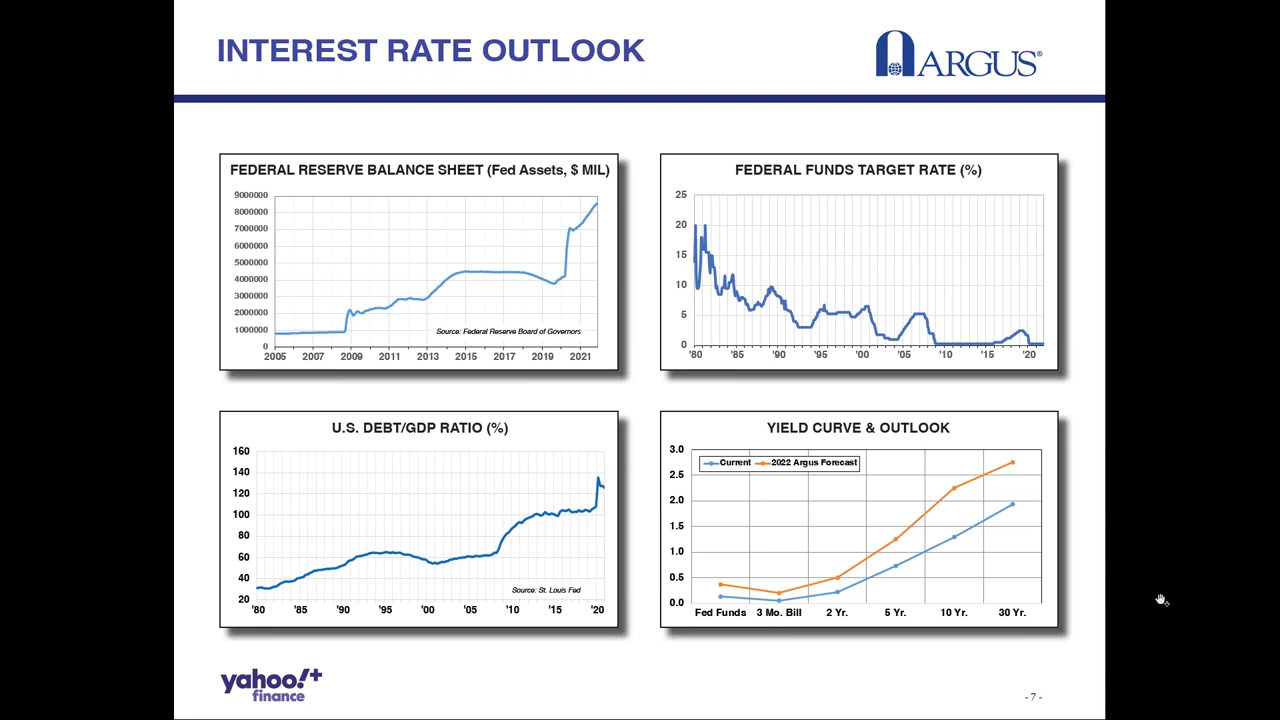 INTEREST RATE OUTLOOK
ARGUS®
FEDERAL RESERVE BALANCE SHEET (Fed Assets, $ MIL)
9000000
8000000
7000000
6000000
5000000
4000000
3000000
2000000
1000000
0
Source: Federal Reserve Board of Governors
2005 2007 2009 2011 2013 2015 2017 2019 2021
FEDERAL FUNDS TARGET RATE (%)
25
20
15
10
5
0
'80 '85 '90 '95 '00 '05 '10 '15 '20
U.S. DEBT/GDP RATIO (%)
160
140
120
100
80
60
40
20
Source: St. Louis Fed
'80 '85 '90 '95 '00 '05 '10 '15 '20
YIELD CURVE & OUTLOOK
Current 2022 Argus Forecast
3.0
2.5
2.0
1.5
1.0
0.5
0.0
Fed Funds 3 Mo. Bill 2 Yr. 5 Yr. 10 Yr. 30 Yr.
yahoo!+
finance
- 7 -